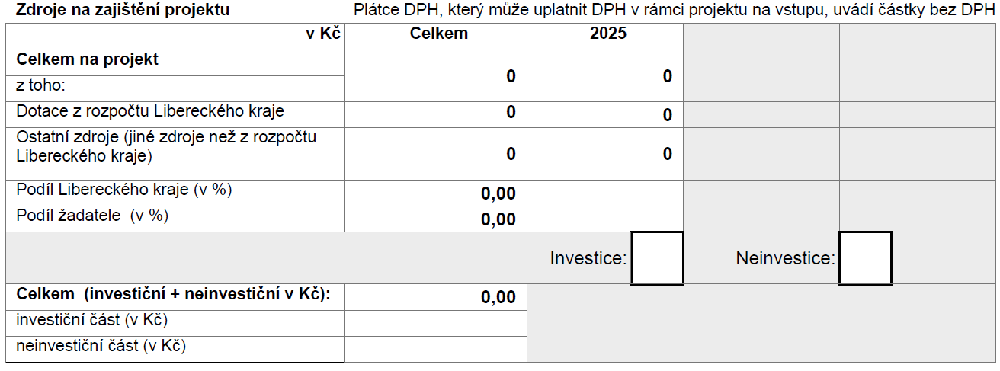 Zdroje na zajištění projektu Plátce DPH, který může uplatnit DPH v rámci projektu na vstupu, uvádí částky bez DPH
v Kč Celkem 2025
Celkem na projekt
0 0
z toho:
Dotace z rozpočtu Libereckého kraje 0 0
Ostatní zdroje (jiné zdroje než z rozpočtu
Libereckého kraje) 0 0
Podíl Libereckého kraje (v %) 0,00
Podíl žadatele (v %) 0,00
Investice: Neinvestice:
Celkem (investiční + neinvestiční v Kč): 0,00
investiční část (v Kč)
neinvestiční část (v Kč)